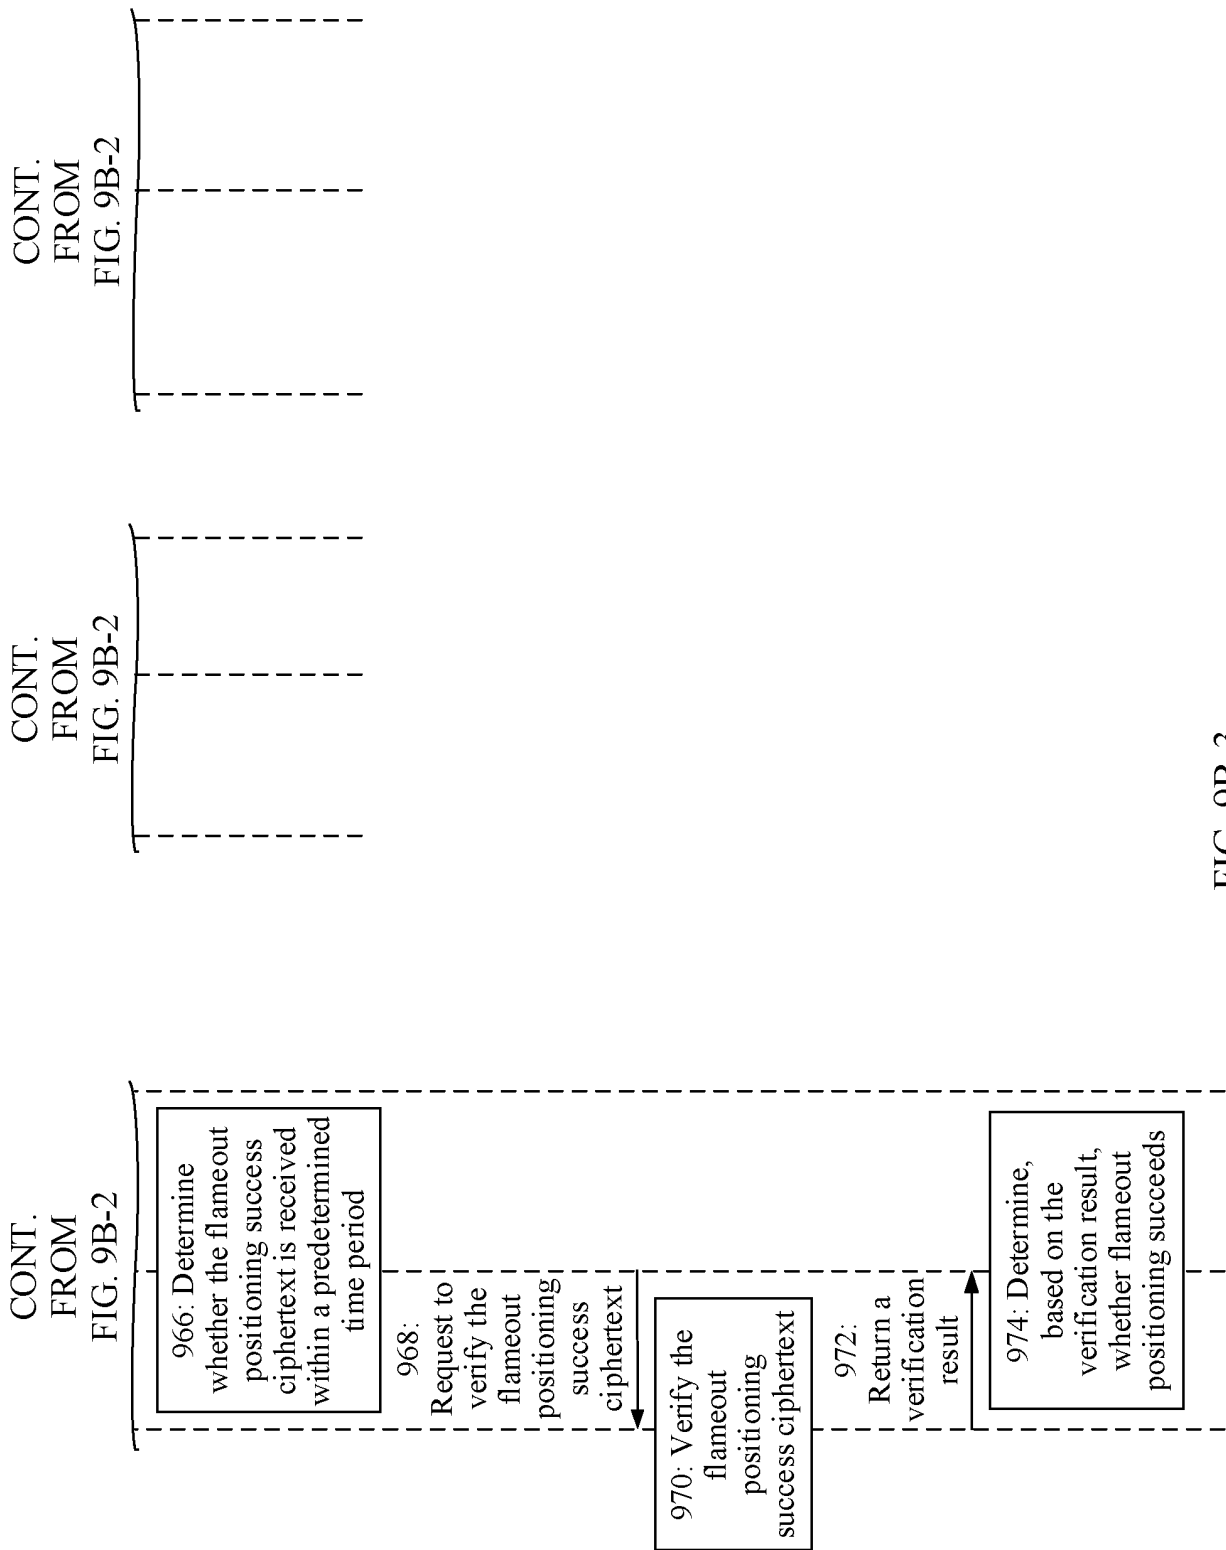 CONT.
FROM
FIG. 9B-2
CONT.
FROM
FIG. 9B-2
CONT.
FROM
FIG. 9B-2
966: Determine
whether the flameout
positioning success
ciphertext is received
within a predetermined
time period
968:
Request to
verify the
flameout
positioning
success
ciphertext
970: Verify the
flameout
positioning
success ciphertext
972:
Return a
verification
result
974: Determine,
based on the
verification result,
whether flameout
positioning succeeds
FIG.